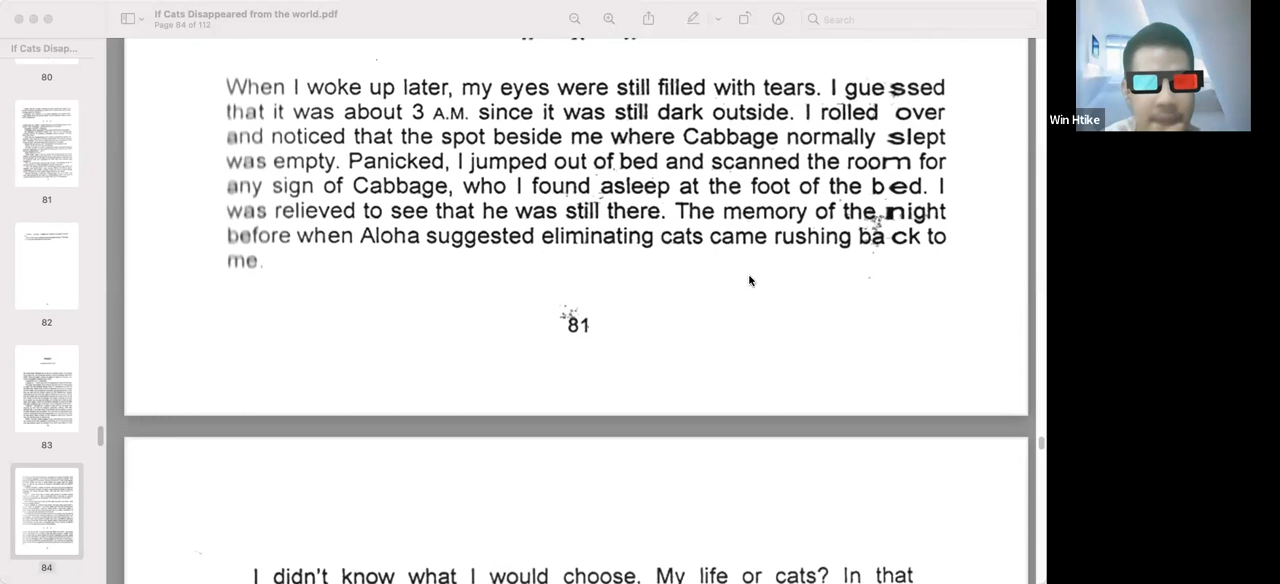 If Cats Disappeared from the world.pdf
Page 84 of 112
Search
If Cats Disap...
80
81
82
83
84
When I woke up later, my eyes were still filled with tears. I guessed
that it was about 3 A.M. since it was still dark outside. I rolled over
and noticed that the spot beside me where Cabbage normally slept
was empty. Panicked, I jumped out of bed and scanned the room for
any sign of Cabbage, who I found asleep at the foot of the bed. I
was relieved to see that he was still there. The memory of the night
before when Aloha suggested eliminating cats came rushing back to
me.
81
I didn't know what I would choose. My life or cats? In that
Win Htike